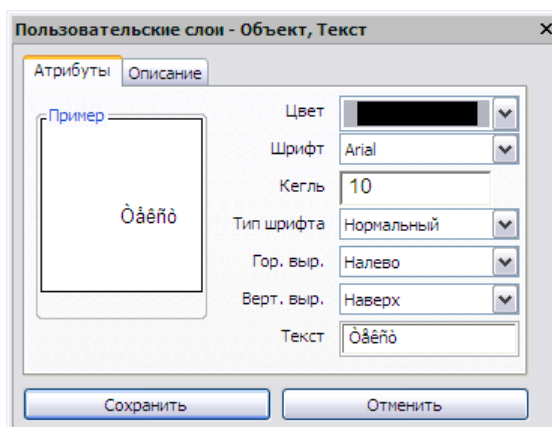 Пользовательские слои - Объект, Текст
Атрибуты Описание
Пример
Òåêñò
Цвет
Шрифт Arial
Кегль 10
Тип шрифта Нормальный
Гор. выр. Налево
Верт. выр. Наверх
Текст Òåêñò
Сохранить Отменить